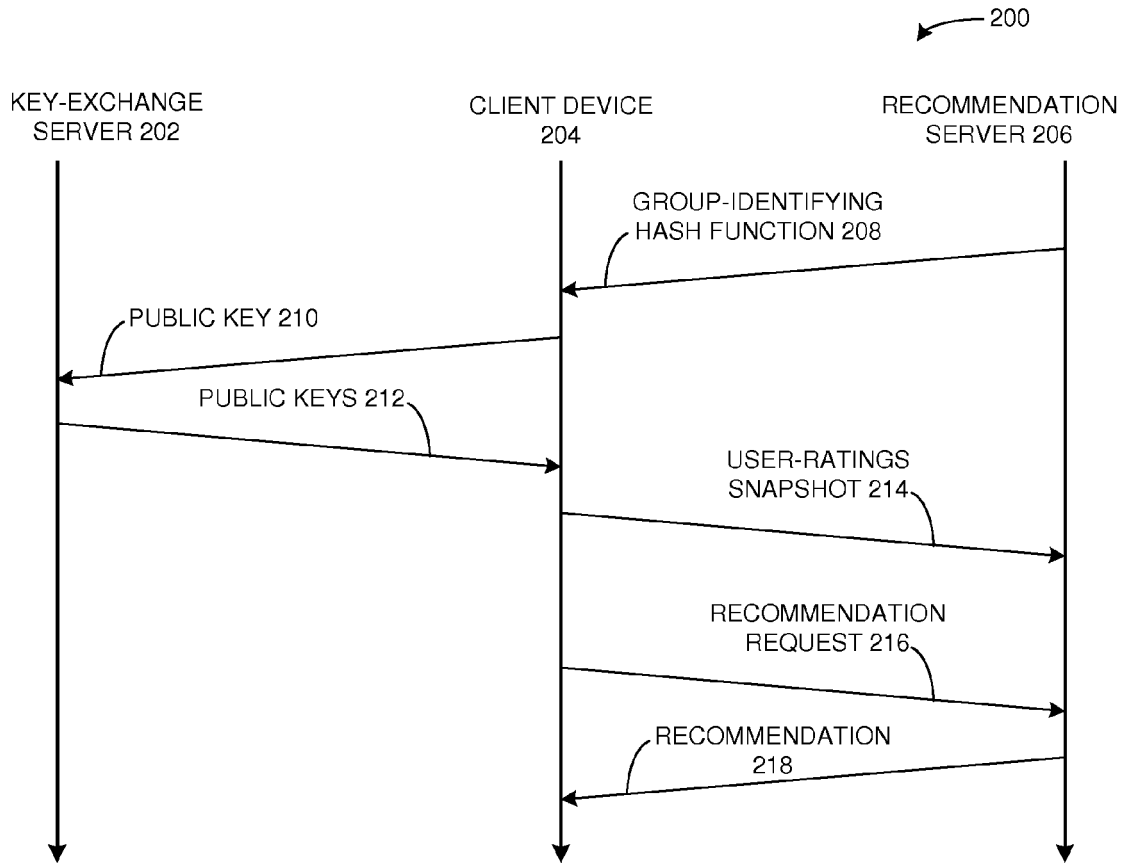 200
KEY-EXCHANGE
SERVER 202
CLIENT DEVICE
204
RECOMMENDATION
SERVER 206
GROUP-IDENTIFYING
HASH FUNCTION 208
PUBLIC KEY 210
PUBLIC KEYS 212
USER-RATINGS
SNAPSHOT 214
RECOMMENDATION
REQUEST 216
RECOMMENDATION
218